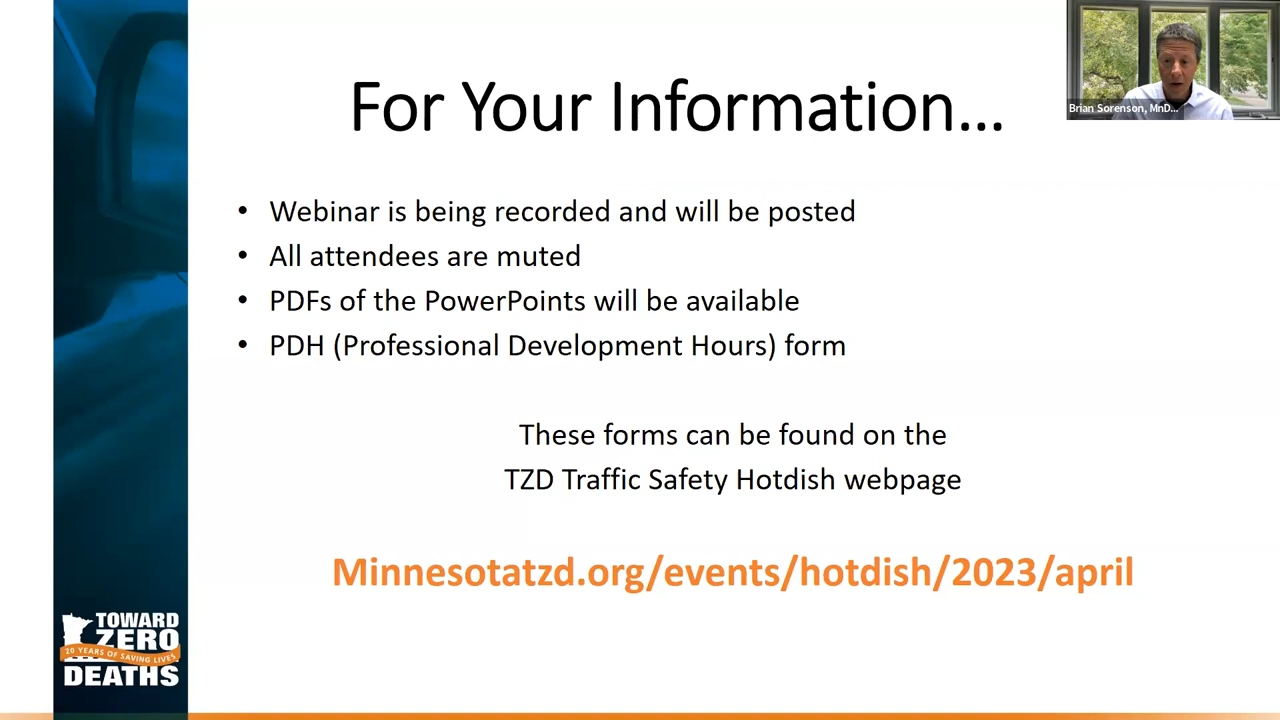 For Your Information...
Brian Sorenson, MnD...
• Webinar is being recorded and will be posted
• All attendees are muted
• PDFs of the PowerPoints will be available
• PDH (Professional Development Hours) form
These forms can be found on the
TZD Traffic Safety Hotdish webpage
Minnesotatzd.org/events/hotdish/2023/april
TOWARD
ZERO
20 YEARS OF SAVING LIVES
DEATHS